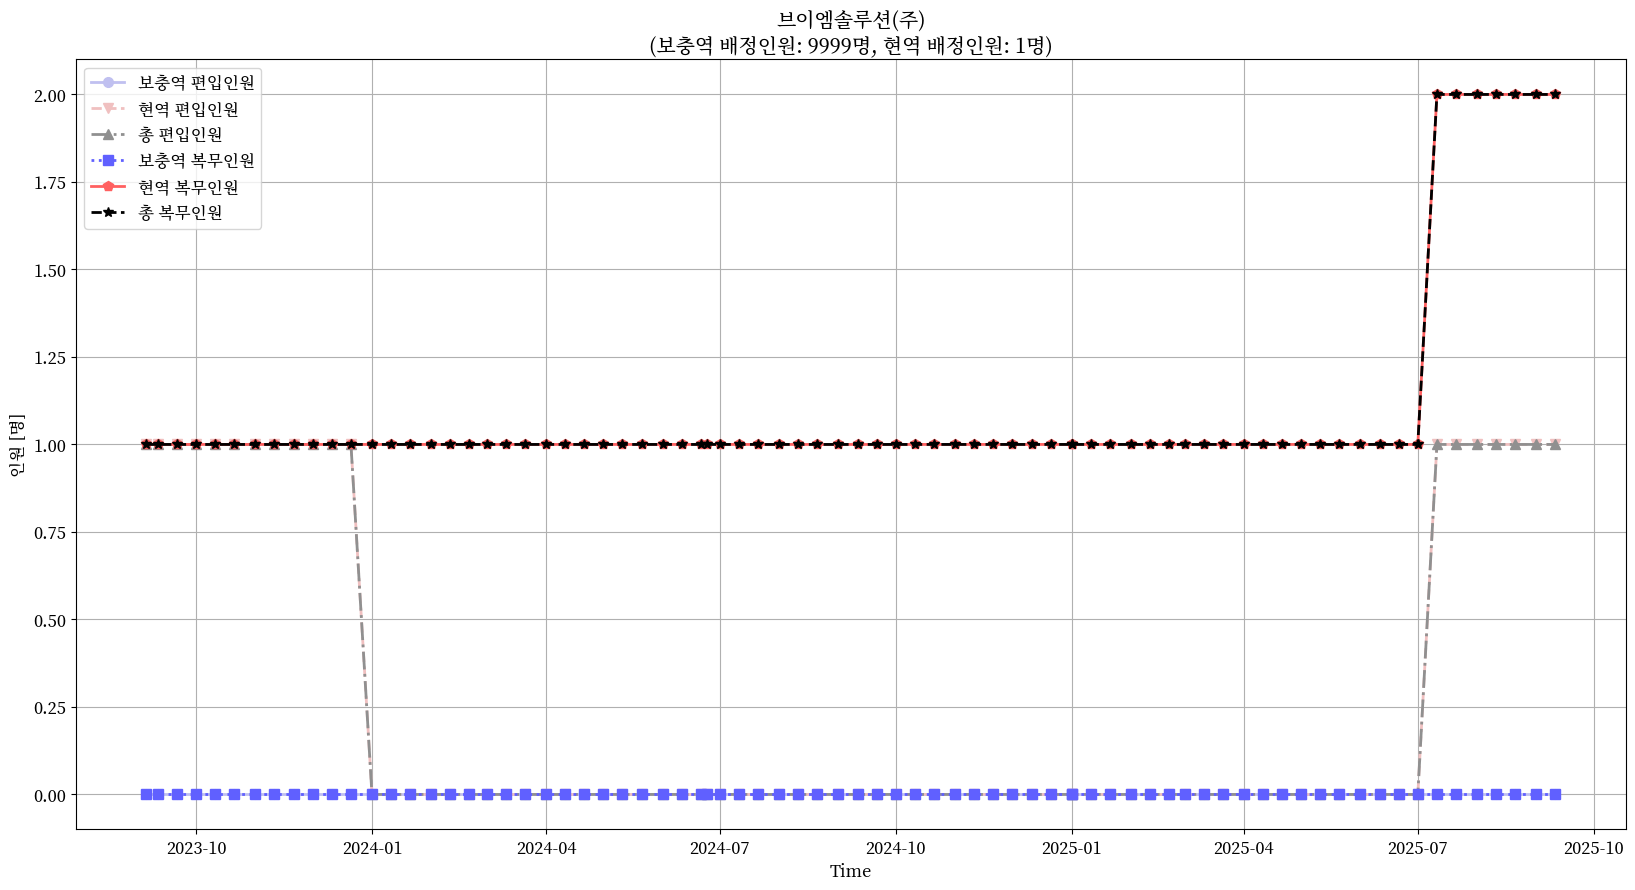 브이엠솔루션(주)
(보충역 배정인원: 9999명, 현역 배정인원: 1명)
보충역 편입인원
현역 편입인원
총 편입인원
보충역 복무인원
현역 복무인원
총 복무인원
2.00
1.75
1.50
1.25
1.00
0.75
0.50
0.25
0.00
인원 [명]
2023-10
2024-01
2024-04
2024-07
2024-10
2025-01
2025-04
2025-07
2025-10
Time